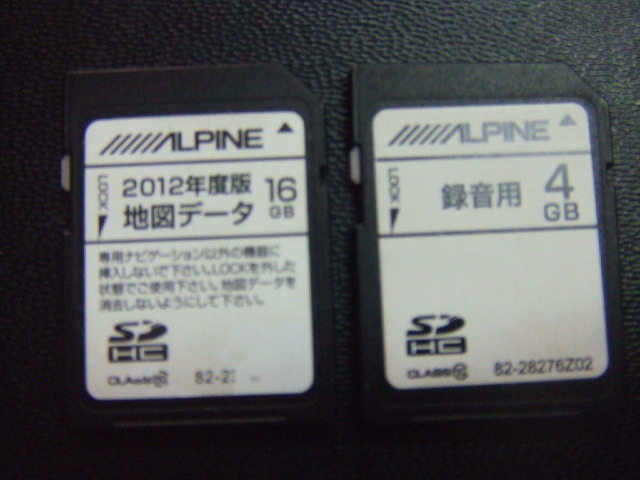 ALPINE
LOCK
2012年度版
地図データ
16
GB
専用ナビゲーション以外の機器に
挿入しないで下さい。LOCKを外した
状態でご使用下さい。地図データを
消去しないようにして下さい。
SD
HC
82-2
ALPINE
LOCK
録音用
4
GB
SD
HC
CLASS
82-28276Z02